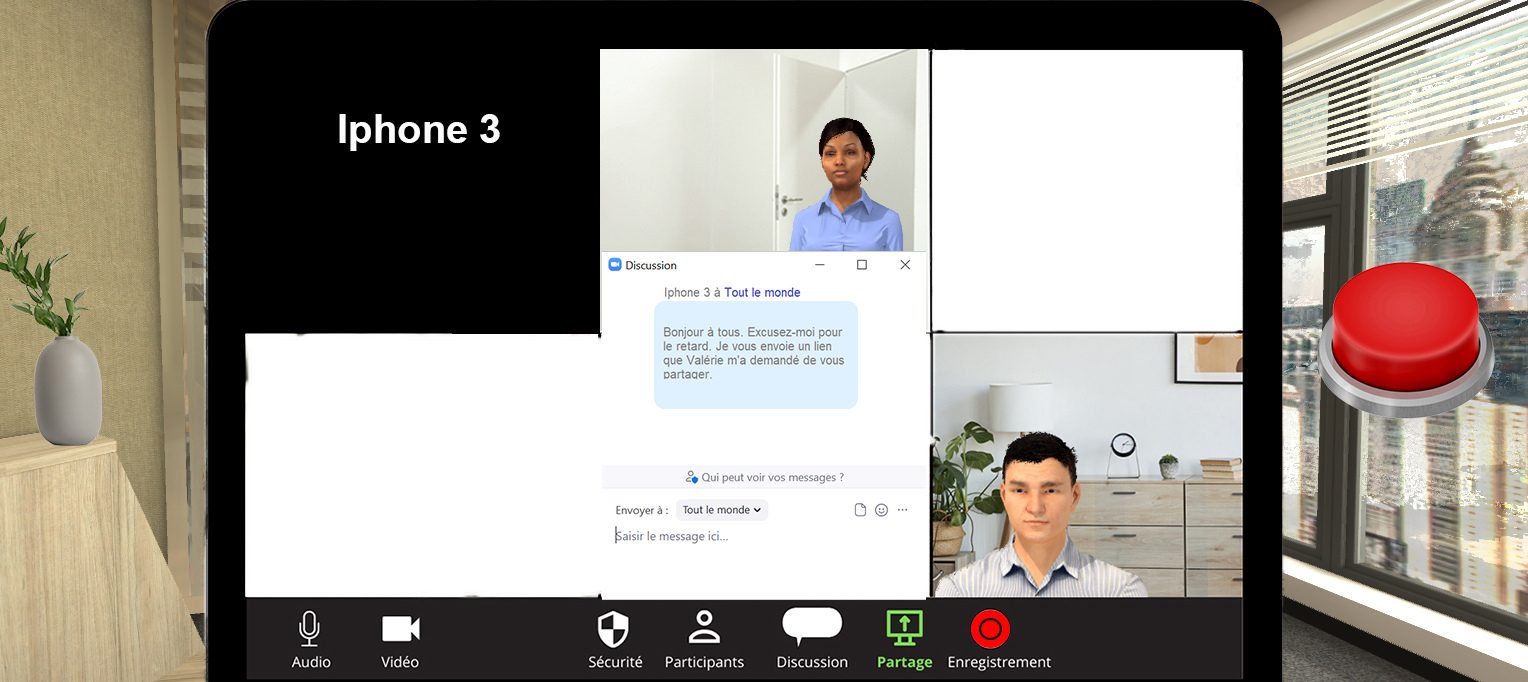 Iphone 3
Discussion
Iphone 3 à Tout le monde
Bonjour à tous. Excusez-moi pour
le retard. Je vous envoie un lien
que Valérie m'a demandé de vous
partager.
Qui peut voir vos messages ?
Envoyer à : Tout le monde
Saisir le message ici...
Audio
Vidéo
Sécurité
Participants
Discussion
Partage
Enregistrement